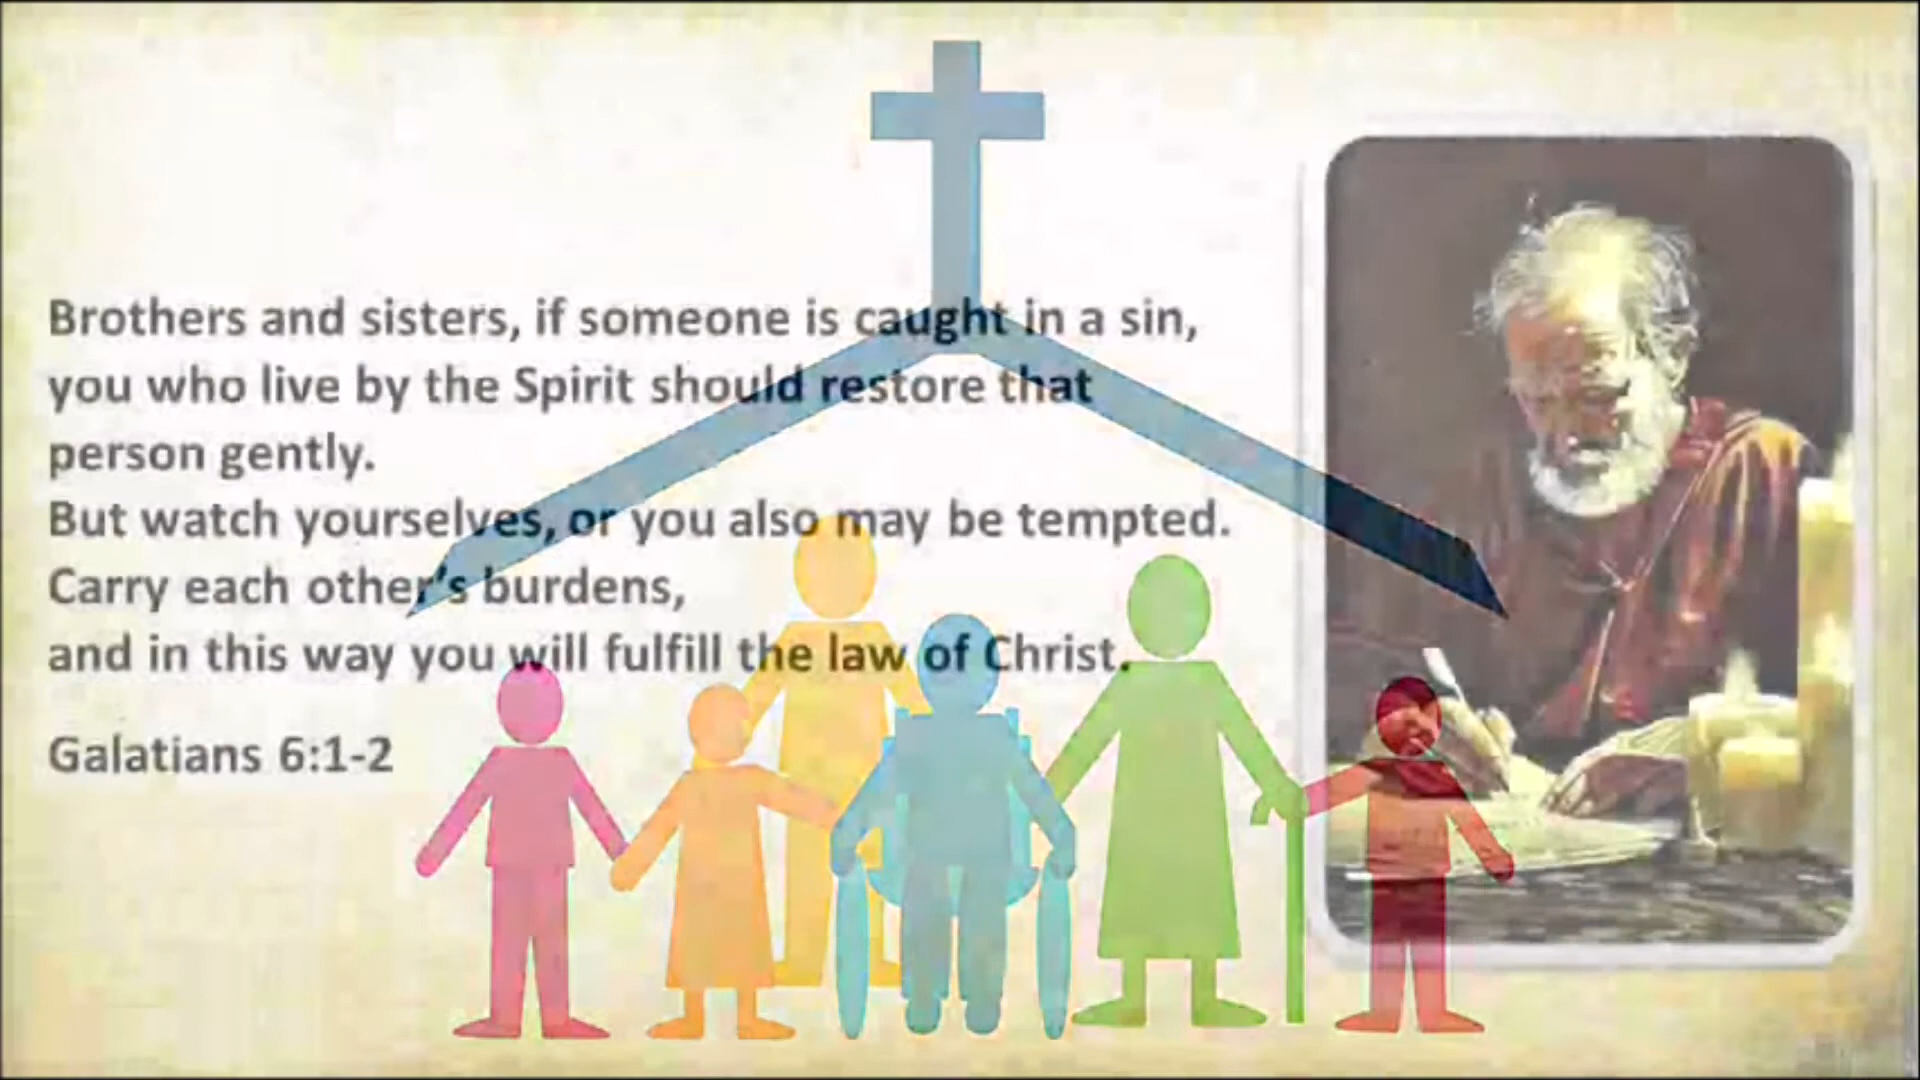 Brothers and sisters, if someone is caught in a sin,
you who live by the Spirit should restore that
person gently.
But watch yourselves, or you also may be tempted.
Carry each other's burdens,
and in this way you will fulfill the law of Christ.
Galatians 6:1-2